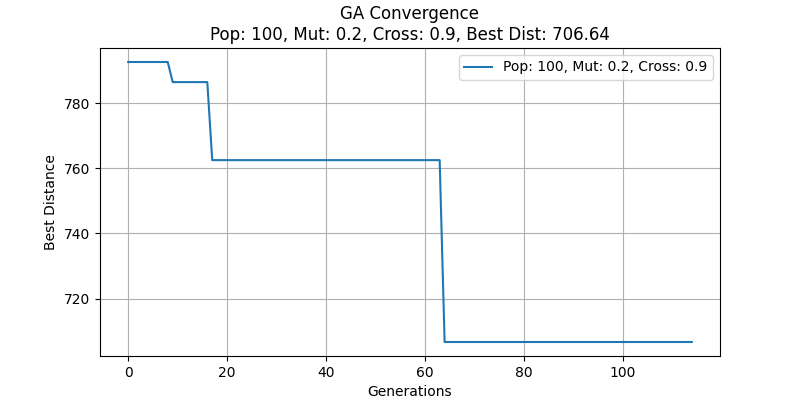 GA Convergence
Pop: 100, Mut: 0.2, Cross: 0.9, Best Dist: 706.64
Pop: 100, Mut: 0.2, Cross: 0.9
780
760
740
720
Best Distance
0 20 40 60 80 100
Generations